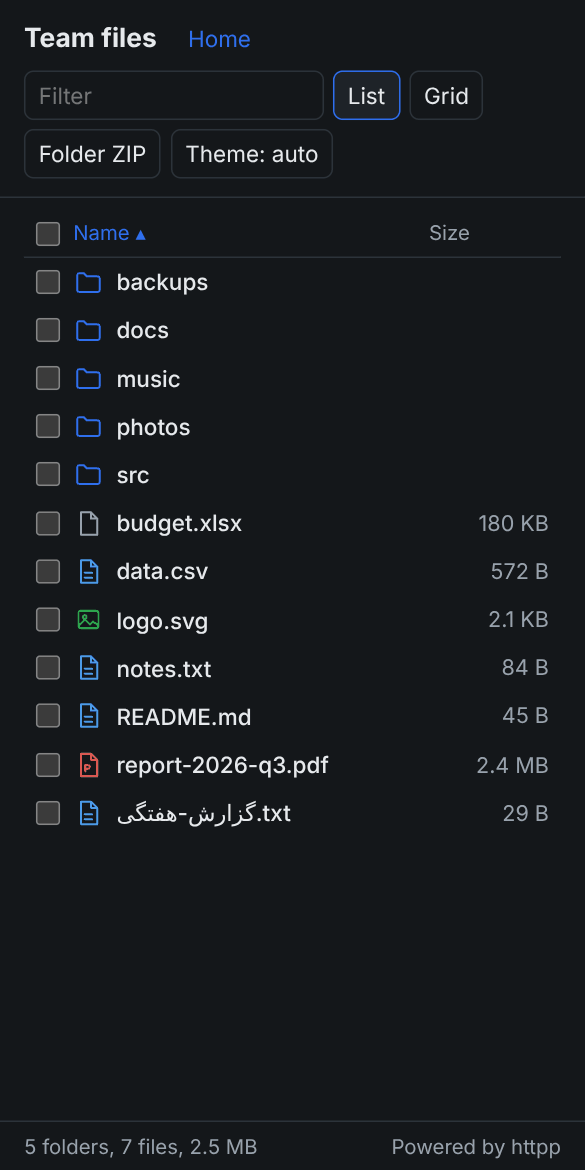 Team files Home
Filter List Grid
Folder ZIP Theme: auto
Name ▲ Size
backups
docs
music
photos
src
budget.xlsx 180 KB
data.csv 572 B
logo.svg 2.1 KB
notes.txt 84 B
README.md 45 B
report-2026-q3.pdf 2.4 MB
گزارش-هفتگی.txt 29 B
5 folders, 7 files, 2.5 MB Powered by httpp